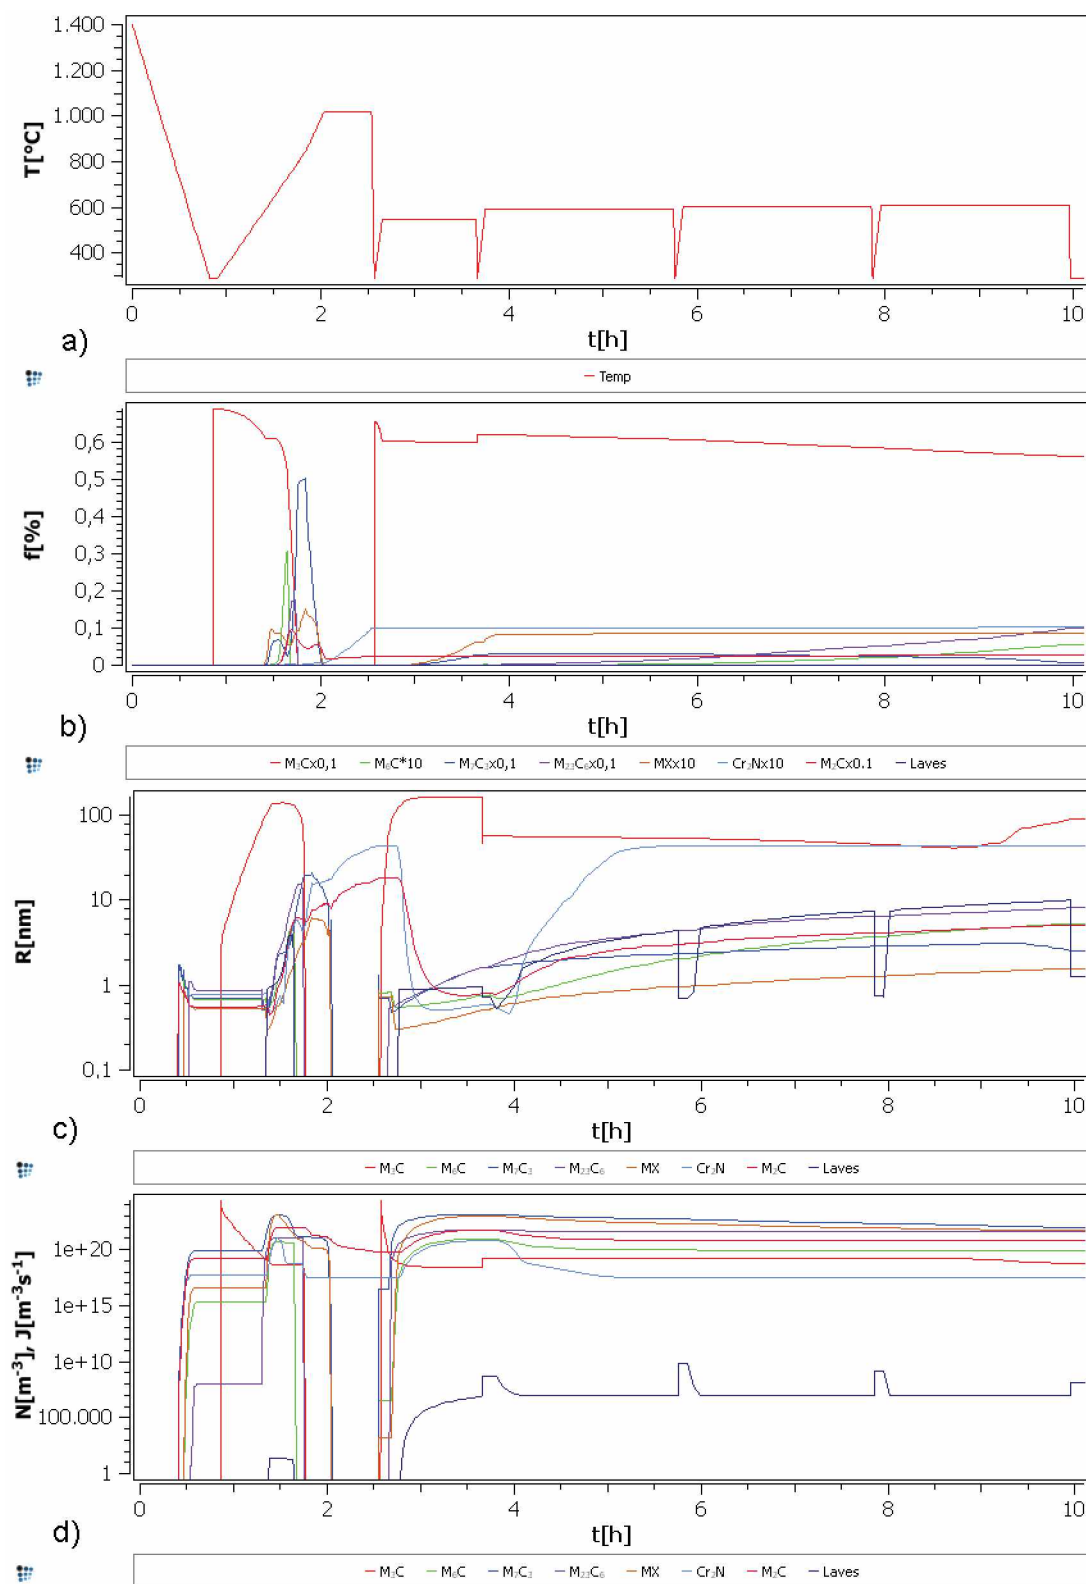 1.400
1.200
1.000
800
600
400
T[°C]
0 2 4 6 8 10
t[h]
a)
Temp
0,6
0,5
0,4
0,3
0,2
0,1
0
f[%]
0 2 4 6 8 10
t[h]
b)
M₃Cx0,1 M₆C*10 M₇C₃x0,1 M₂₃C₆x0,1 MXx10 Cr₂Nx10 M₂Cx0.1 Laves
100
10
1
0,1
R[nm]
0 2 4 6 8 10
t[h]
c)
M₃C M₆C M₇C₃ M₂₃C₆ MX Cr₂N M₂C Laves
1e+20
1e+15
1e+10
100.000
1
N[m⁻³], J[m⁻³s⁻¹]
0 2 4 6 8 10
t[h]
d)
M₃C M₆C M₇C₃ M₂₃C₆ MX Cr₂N M₂C Laves